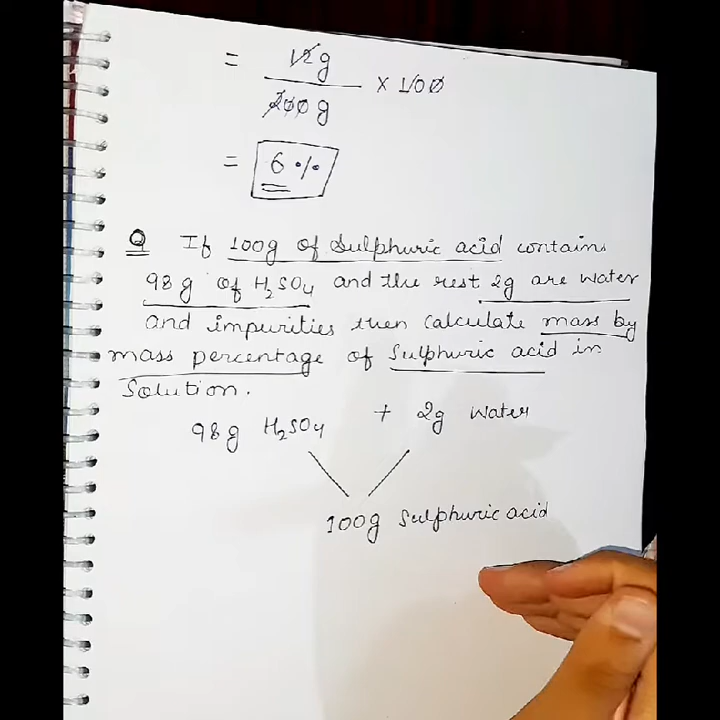 = 12g
200g × 100
= 6 %
Q If 100g of Sulphuric acid contains
98 g of H₂SO₄ and the rest 2g are water
and impurities then calculate mass by
mass percentage of Sulphuric acid in
Solution.
98g H₂SO₄ + 2g Water
100g Sulphuric acid